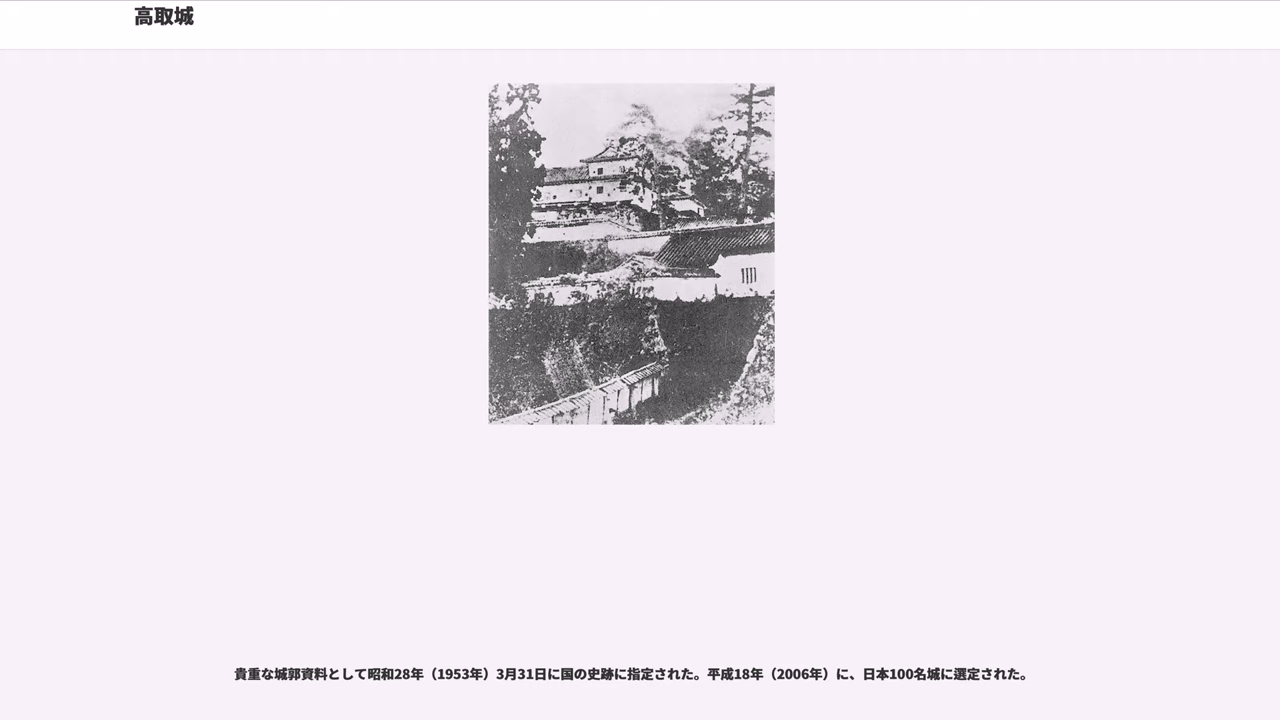 高取城
貴重な城郭資料として昭和28年（1953年）3月31日に国の史跡に指定された。平成18年（2006年）に、日本100名城に選定された。